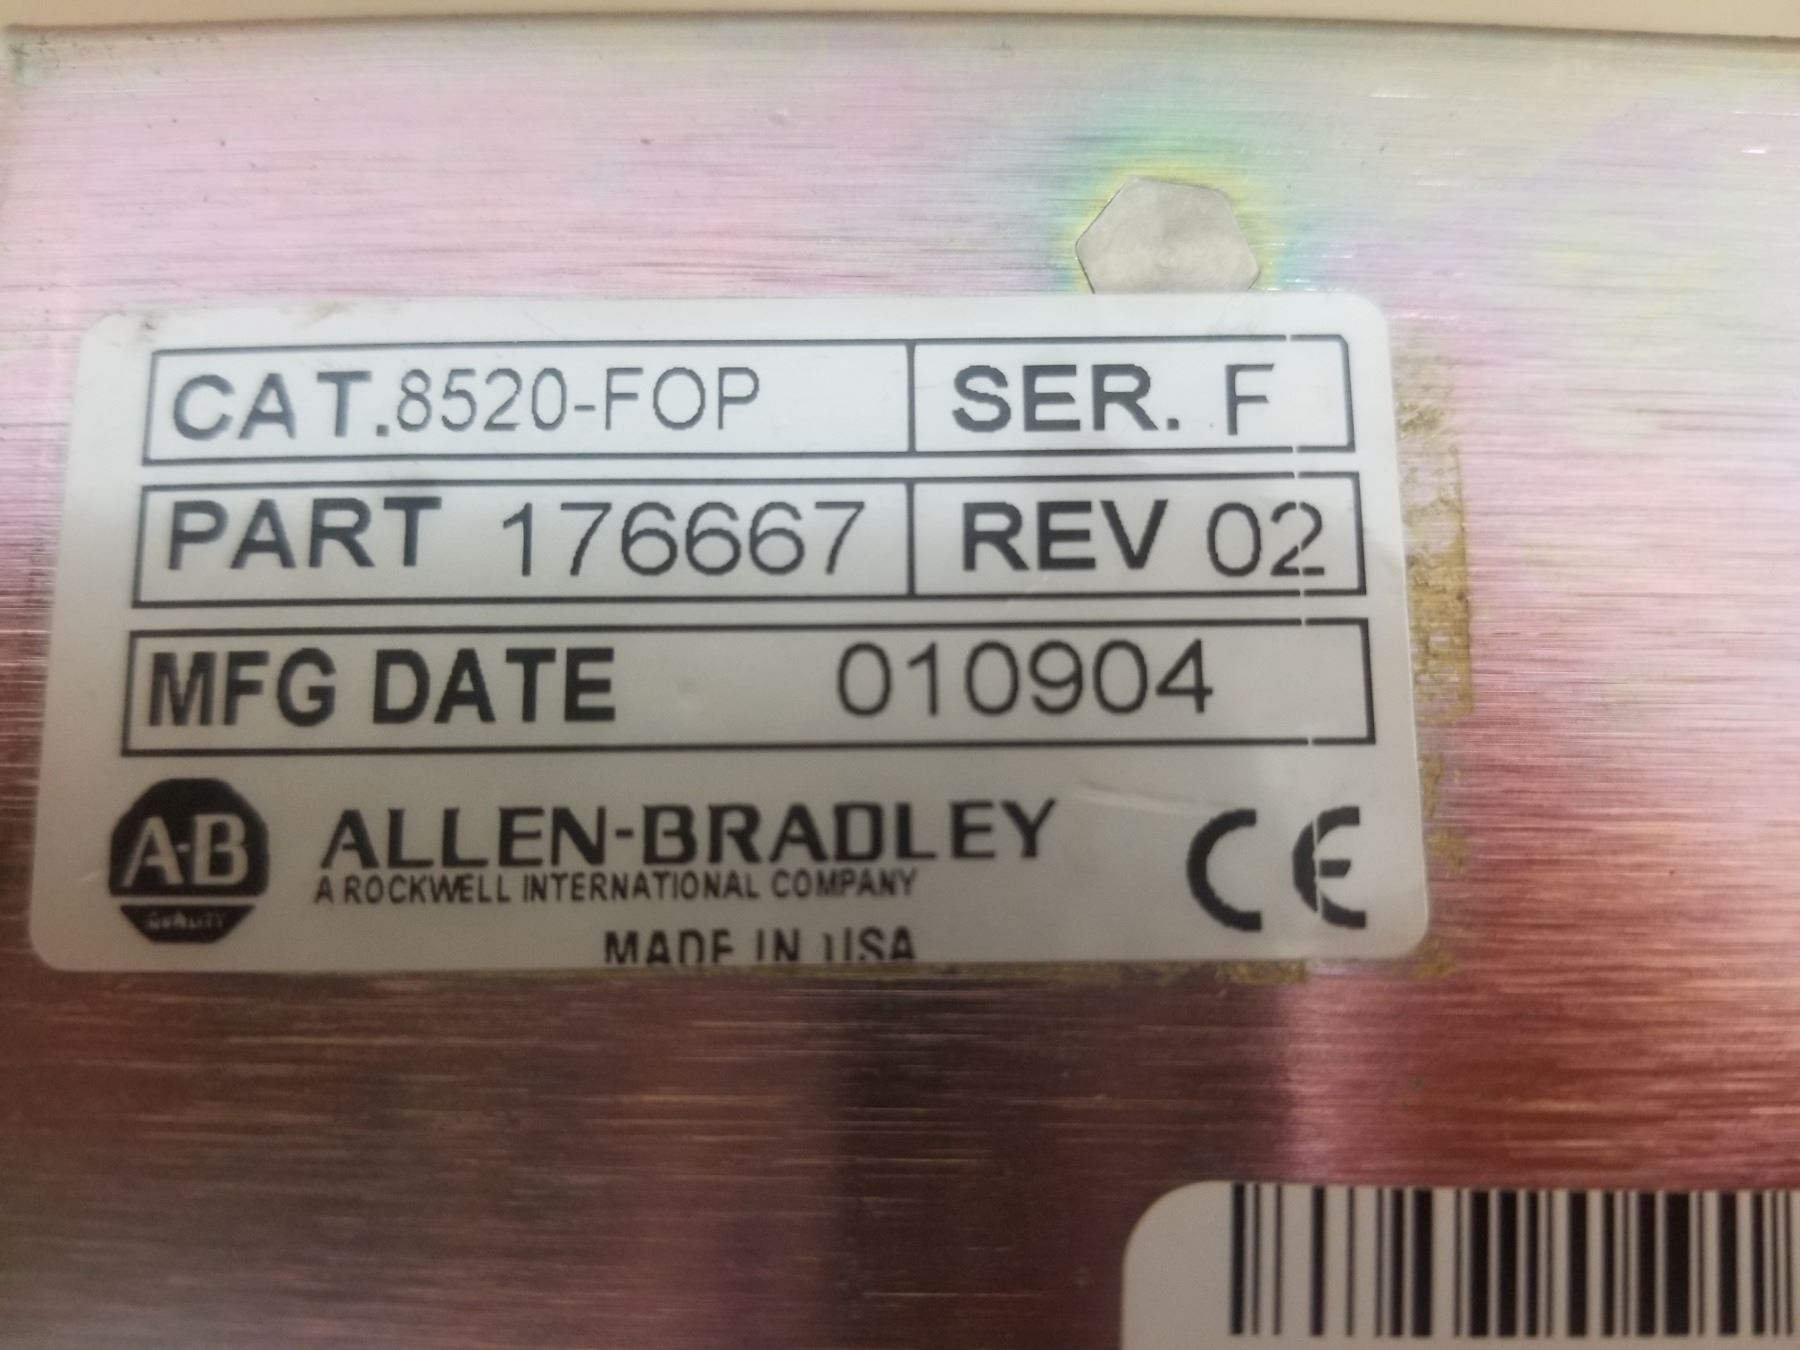 CAT. 8520-FOP SER. F
PART 176667 REV 02
MFG DATE 010904
A-B
QUALITY
ALLEN-BRADLEY
A ROCKWELL INTERNATIONAL COMPANY
CE
MADE IN USA